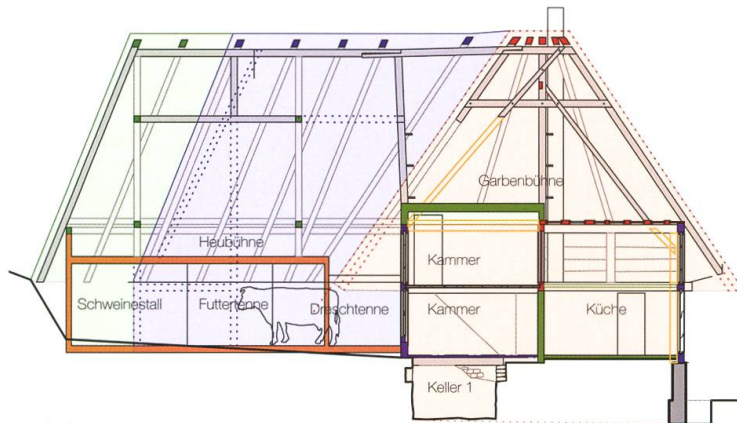 Garbenbühne
Heubühne
Kammer
Schweinestall
Futtertenne
Dreschtenne
Kammer
Küche
Keller 1